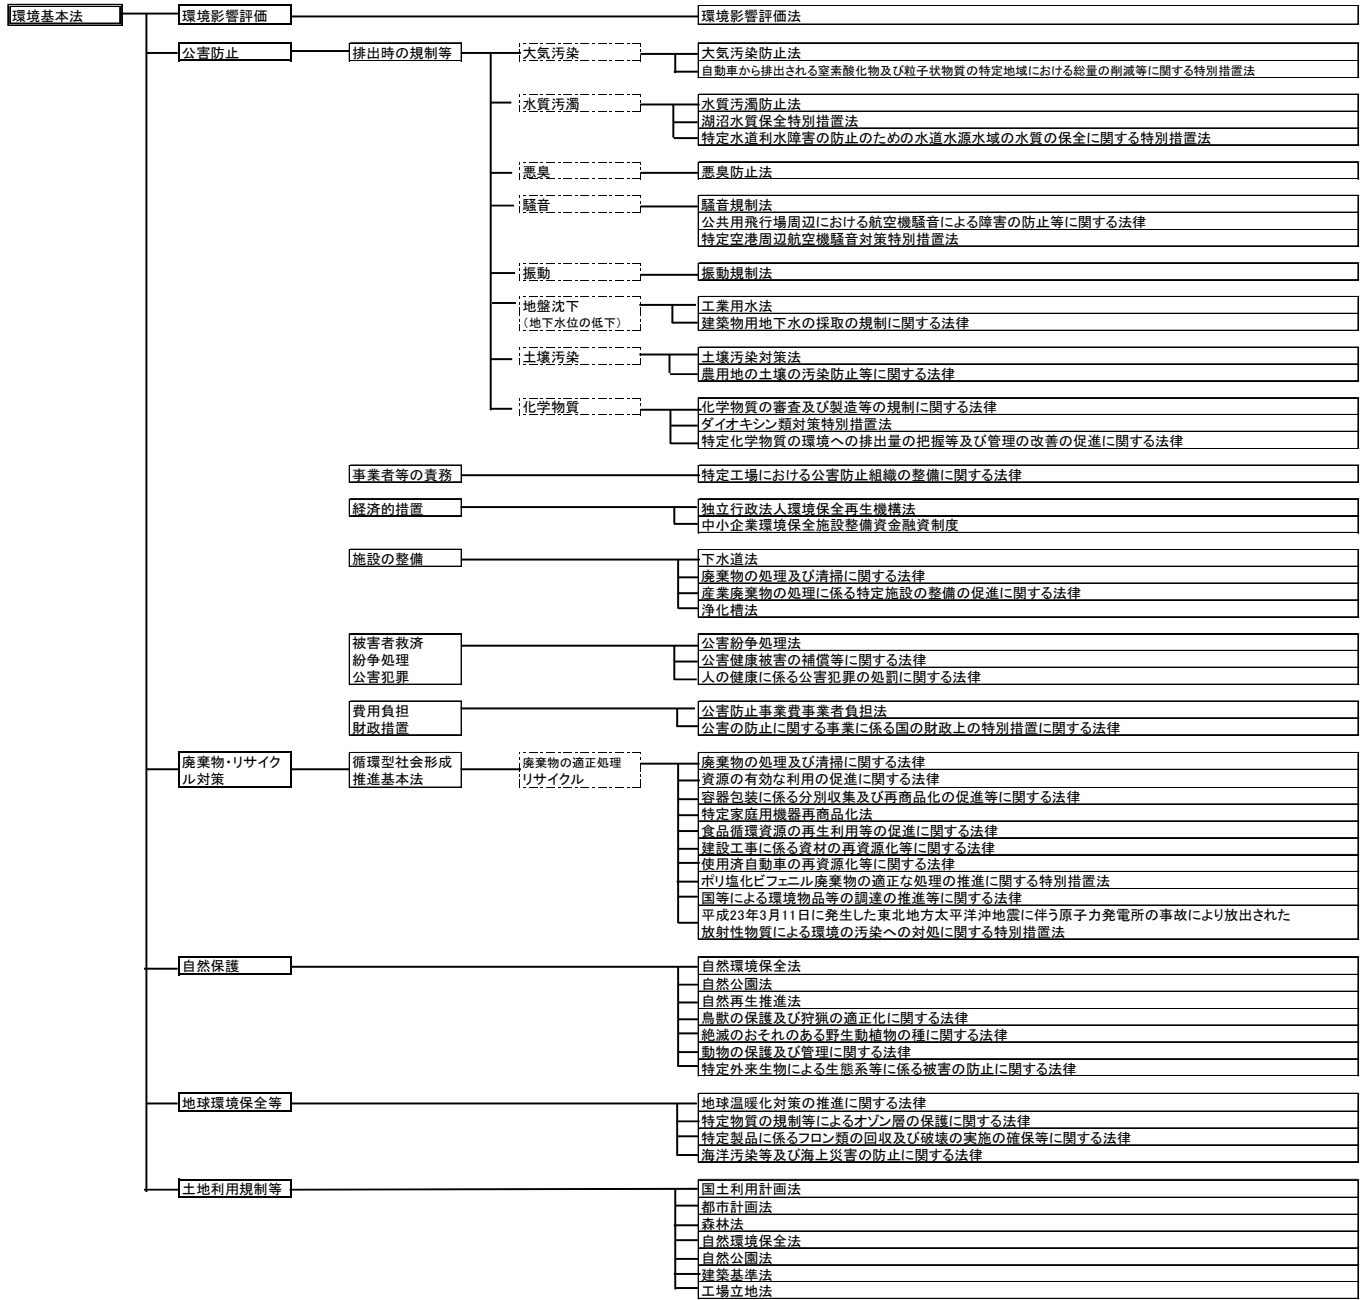 環境基本法
環境影響評価
環境影響評価法
公害防止
排出時の規制等
大気汚染
大気汚染防止法
自動車から排出される窒素酸化物及び粒子状物質の特定地域における総量の削減等に関する特別措置法
水質汚濁
水質汚濁防止法
湖沼水質保全特別措置法
特定水道利水障害の防止のための水道水源水域の水質の保全に関する特別措置法
悪臭
悪臭防止法
騒音
騒音規制法
公共用飛行場周辺における航空機騒音による障害の防止等に関する法律
特定空港周辺航空機騒音対策特別措置法
振動
振動規制法
地盤沈下
(地下水位の低下)
工業用水法
建築物用地下水の採取の規制に関する法律
土壌汚染
土壌汚染対策法
農用地の土壌の汚染防止等に関する法律
化学物質
化学物質の審査及び製造等の規制に関する法律
ダイオキシン類対策特別措置法
特定化学物質の環境への排出量の把握等及び管理の改善の促進に関する法律
事業者等の責務
特定工場における公害防止組織の整備に関する法律
経済的措置
独立行政法人環境保全再生機構法
中小企業環境保全施設整備資金融資制度
施設の整備
下水道法
廃棄物の処理及び清掃に関する法律
産業廃棄物の処理に係る特定施設の整備の促進に関する法律
浄化槽法
被害者救済
紛争処理
公害犯罪
公害紛争処理法
公害健康被害の補償等に関する法律
人の健康に係る公害犯罪の処罰に関する法律
費用負担
財政措置
公害防止事業費事業者負担法
公害の防止に関する事業に係る国の財政上の特別措置に関する法律
廃棄物・リサイク
ル対策
循環型社会形成
推進基本法
廃棄物の適正処理
リサイクル
廃棄物の処理及び清掃に関する法律
資源の有効な利用の促進に関する法律
容器包装に係る分別収集及び再商品化の促進等に関する法律
特定家庭用機器再商品化法
食品循環資源の再生利用等の促進に関する法律
建設工事に係る資材の再資源化等に関する法律
使用済自動車の再資源化等に関する法律
ポリ塩化ビフェニル廃棄物の適正な処理の推進に関する特別措置法
国等による環境物品等の調達の推進等に関する法律
平成23年3月11日に発生した東北地方太平洋沖地震に伴う原子力発電所の事故により放出された
放射性物質による環境の汚染への対処に関する特別措置法
自然保護
自然環境保全法
自然公園法
自然再生推進法
鳥獣の保護及び狩猟の適正化に関する法律
絶滅のおそれのある野生動植物の種に関する法律
動物の保護及び管理に関する法律
特定外来生物による生態系等に係る被害の防止に関する法律
地球環境保全等
地球温暖化対策の推進に関する法律
特定物質の規制等によるオゾン層の保護に関する法律
特定製品に係るフロン類の回収及び破壊の実施の確保等に関する法律
海洋汚染等及び海上災害の防止に関する法律
土地利用規制等
国土利用計画法
都市計画法
森林法
自然環境保全法
自然公園法
建築基準法
工場立地法